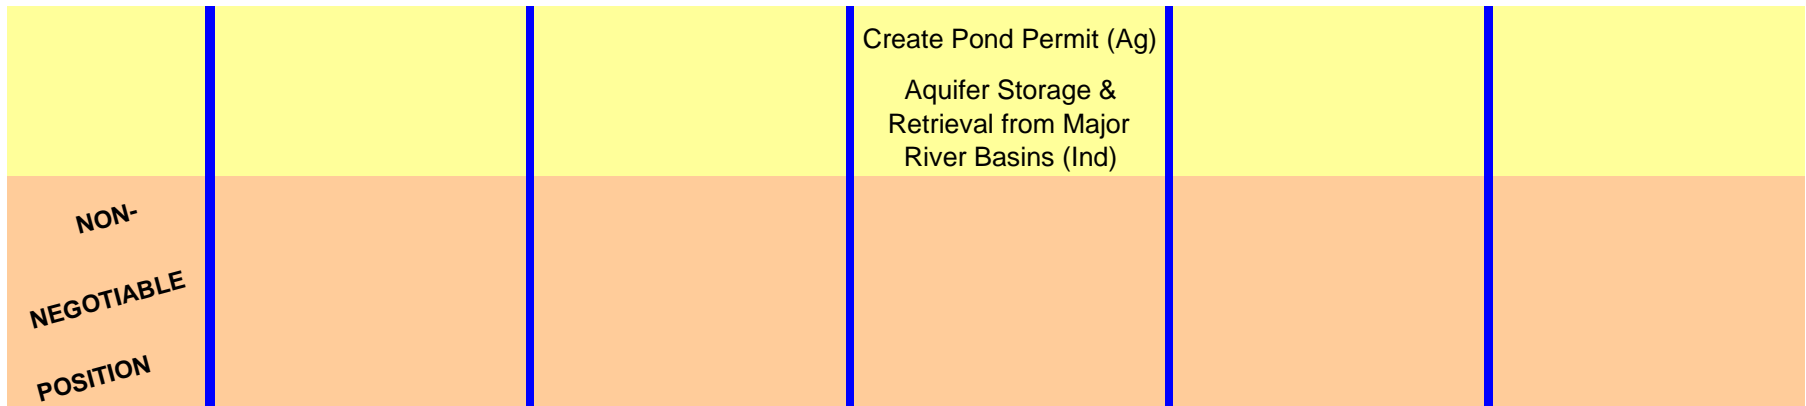 Create Pond Permit (Ag)
Aquifer Storage &
Retrieval from Major
River Basins (Ind)
NON-
NEGOTIABLE
POSITION